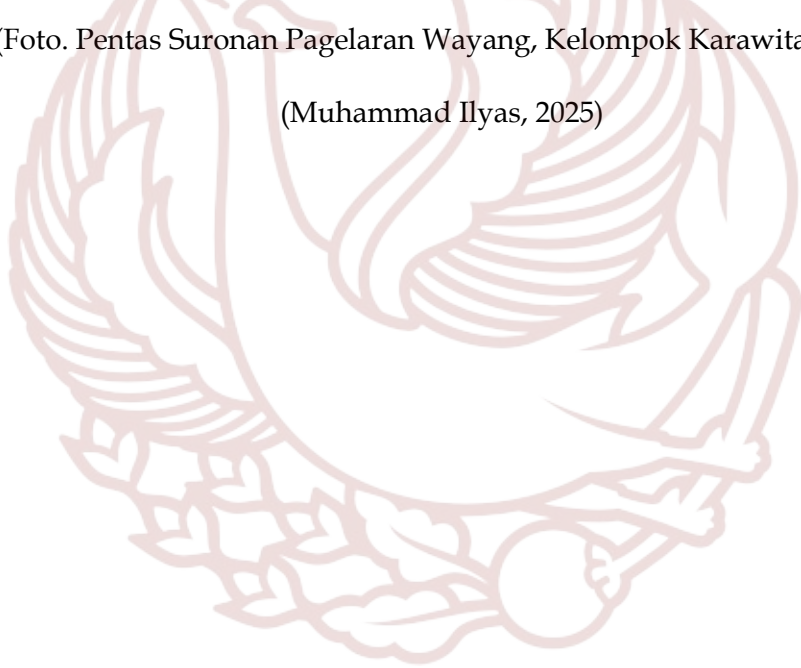 (Foto. Pentas Suronan Pagelaran Wayang, Kelompok Karawita
(Muhammad Ilyas, 2025)